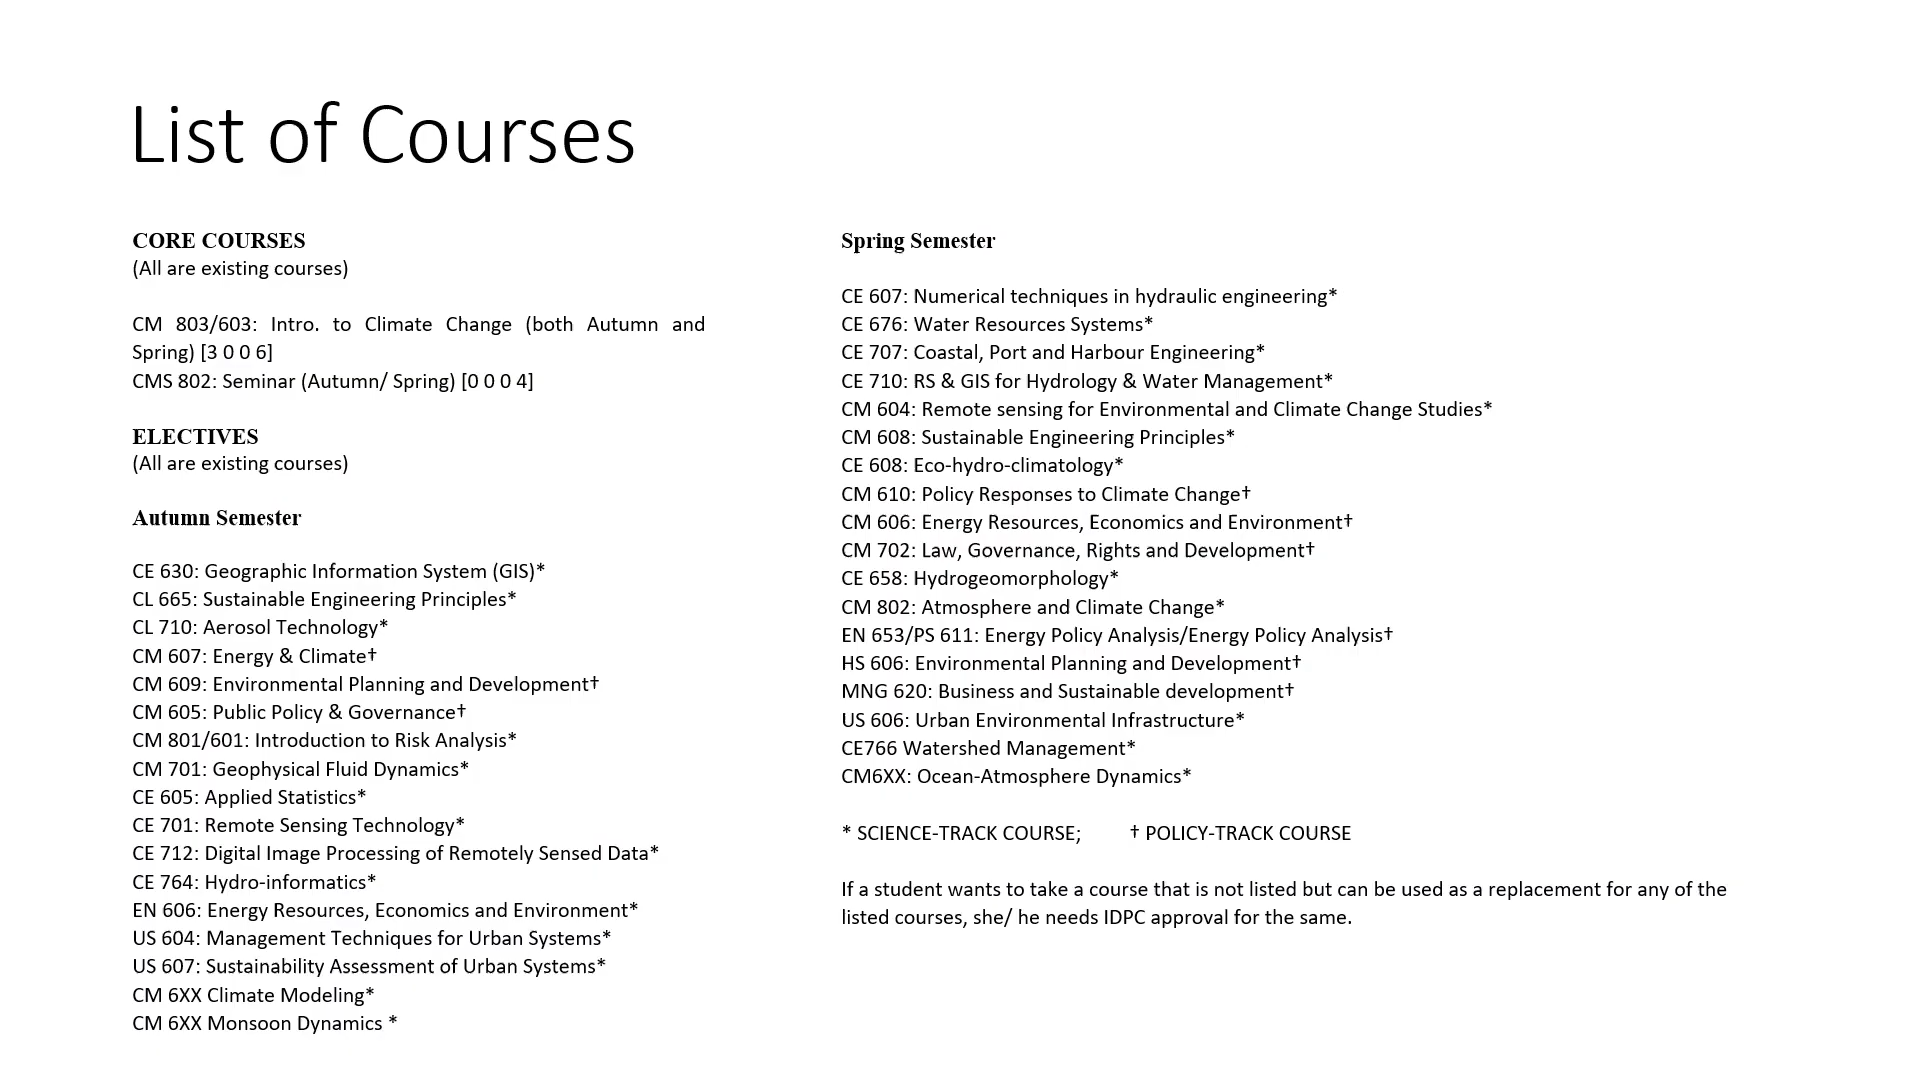 List of Courses
CORE COURSES
(All are existing courses)
CM 803/603: Intro. to Climate Change (both Autumn and
Spring) [3 0 0 6]
CMS 802: Seminar (Autumn/ Spring) [0 0 0 4]
ELECTIVES
(All are existing courses)
Autumn Semester
CE 630: Geographic Information System (GIS)*
CL 665: Sustainable Engineering Principles*
CL 710: Aerosol Technology*
CM 607: Energy & Climate†
CM 609: Environmental Planning and Development†
CM 605: Public Policy & Governance†
CM 801/601: Introduction to Risk Analysis*
CM 701: Geophysical Fluid Dynamics*
CE 605: Applied Statistics*
CE 701: Remote Sensing Technology*
CE 712: Digital Image Processing of Remotely Sensed Data*
CE 764: Hydro-informatics*
EN 606: Energy Resources, Economics and Environment*
US 604: Management Techniques for Urban Systems*
US 607: Sustainability Assessment of Urban Systems*
CM 6XX Climate Modeling*
CM 6XX Monsoon Dynamics *
Spring Semester
CE 607: Numerical techniques in hydraulic engineering*
CE 676: Water Resources Systems*
CE 707: Coastal, Port and Harbour Engineering*
CE 710: RS & GIS for Hydrology & Water Management*
CM 604: Remote sensing for Environmental and Climate Change Studies*
CM 608: Sustainable Engineering Principles*
CE 608: Eco-hydro-climatology*
CM 610: Policy Responses to Climate Change†
CM 606: Energy Resources, Economics and Environment†
CM 702: Law, Governance, Rights and Development†
CE 658: Hydrogeomorphology*
CM 802: Atmosphere and Climate Change*
EN 653/PS 611: Energy Policy Analysis/Energy Policy Analysis†
HS 606: Environmental Planning and Development†
MNG 620: Business and Sustainable development†
US 606: Urban Environmental Infrastructure*
CE766 Watershed Management*
CM6XX: Ocean-Atmosphere Dynamics*
* SCIENCE-TRACK COURSE; † POLICY-TRACK COURSE
If a student wants to take a course that is not listed but can be used as a replacement for any of the
listed courses, she/ he needs IDPC approval for the same.